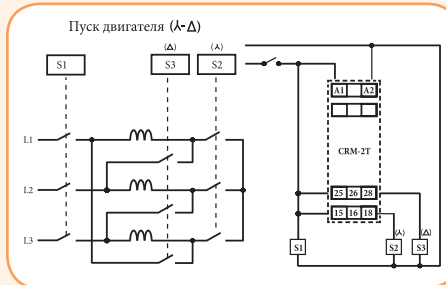 Пуск двигателя (⅄-Δ)
S1
(Δ)
S3
(⅄)
S2
L1
L2
L3
A1 A2
CRM-2T
25 26 28
15 16 18
S1
(⅄)
S2
(Δ)
S3